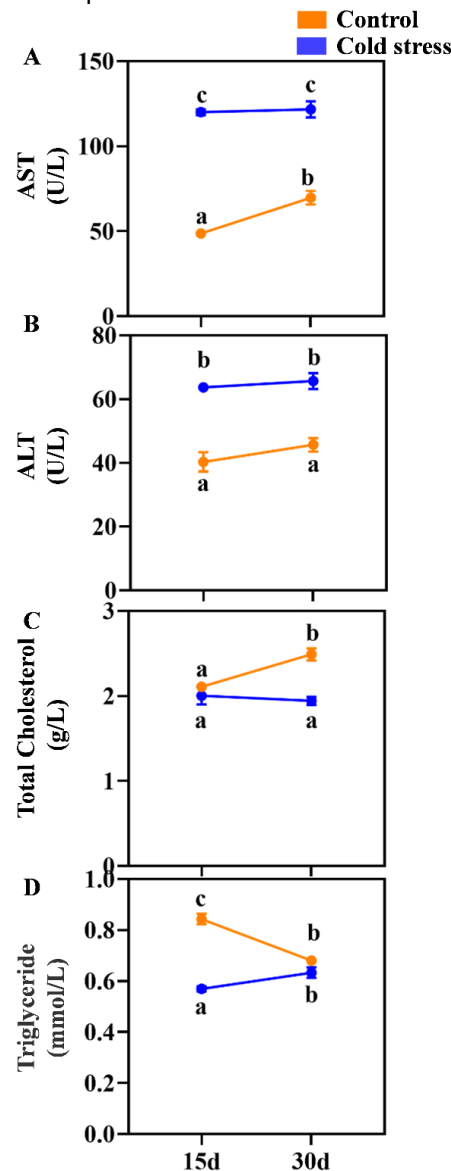 Control
Cold stress
A
AST
(U/L)
150
100
50
0
c
c
a
b
B
ALT
(U/L)
80
60
40
20
0
b
b
a
a
C
Total Cholesterol
(g/L)
3
2
1
0
a
b
a
a
D
Triglyceride
(mmol/L)
1.0
0.8
0.6
0.4
0.2
0.0
c
b
a
b
15d
30d